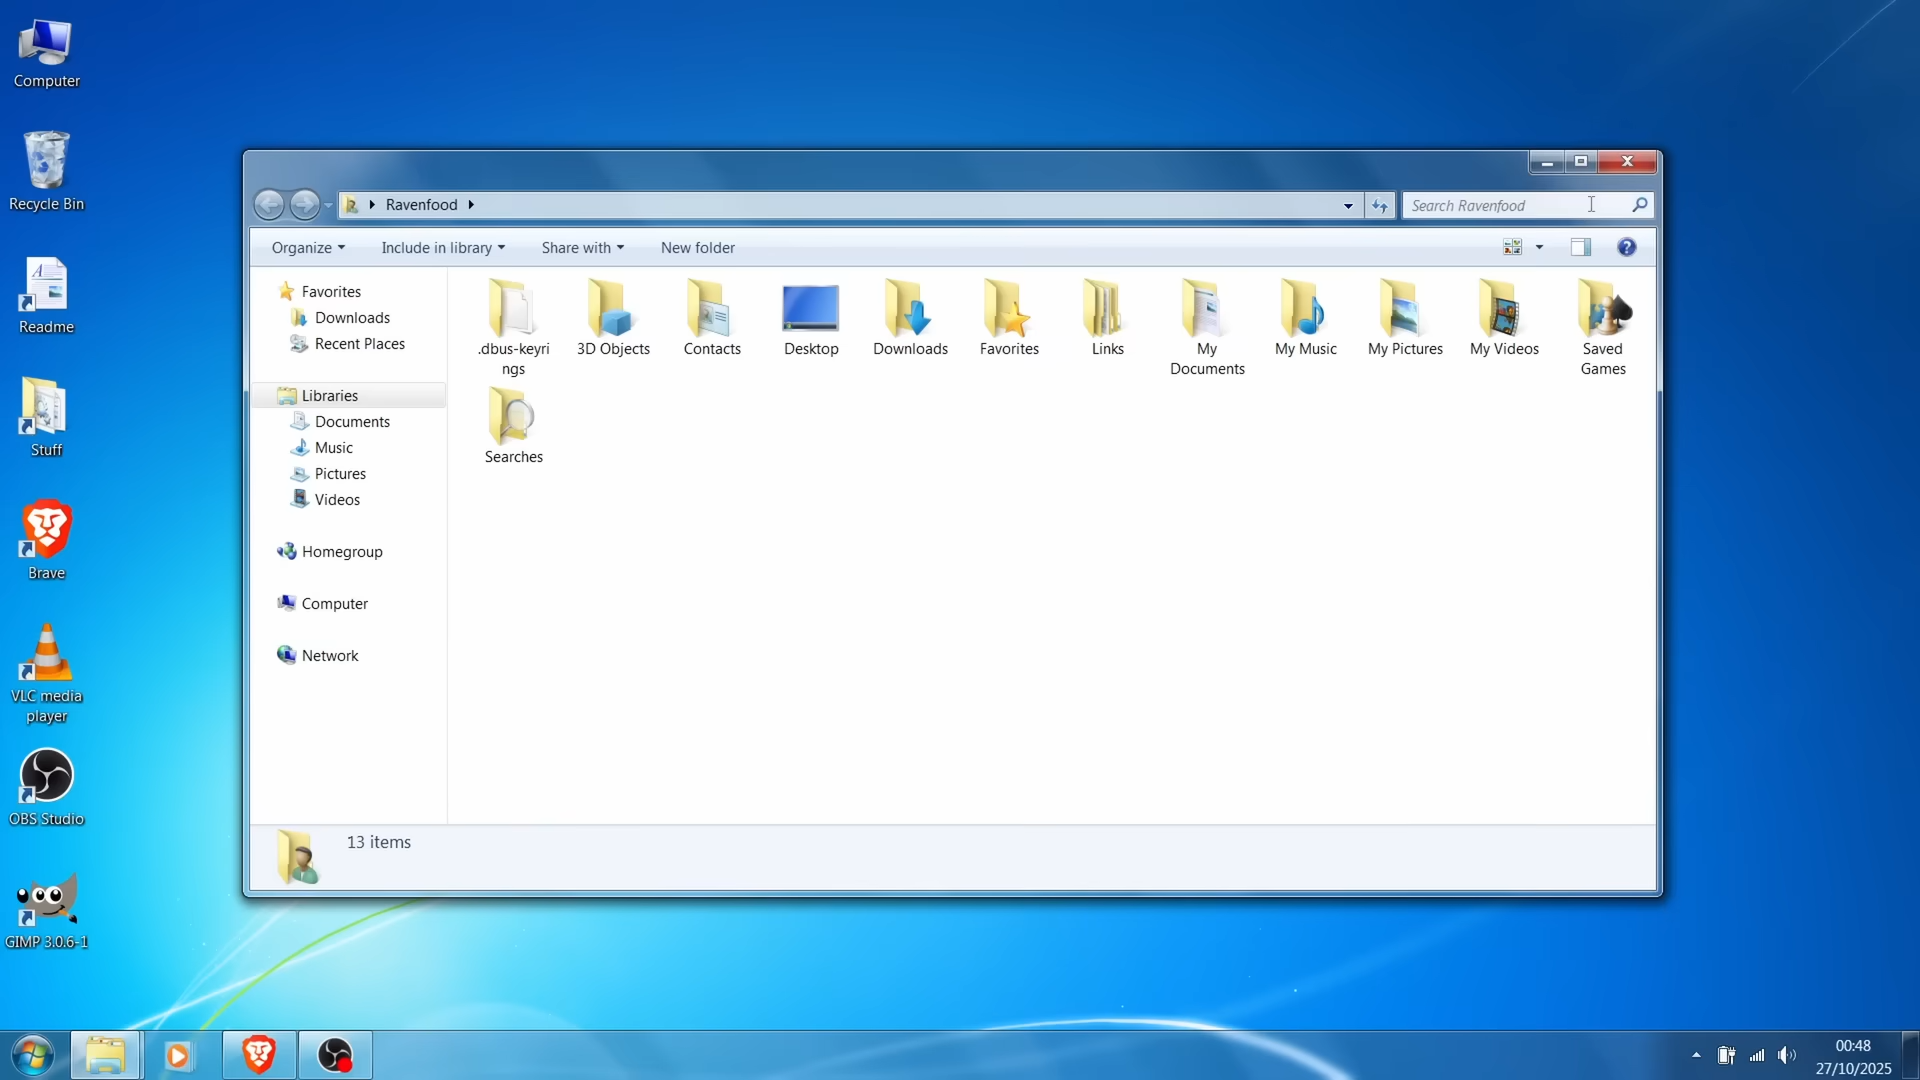 Computer
Recycle Bin
Readme
Stuff
Brave
VLC media
player
OBS Studio
GIMP 3.0.6-1
Ravenfood
Search Ravenfood
Organize
Include in library
Share with
New folder
Favorites
Downloads
Recent Places
Libraries
Documents
Music
Pictures
Videos
Homegroup
Computer
Network
.dbus-keyri
ngs
3D Objects
Contacts
Desktop
Downloads
Favorites
Links
My
Documents
My Music
My Pictures
My Videos
Saved
Games
Searches
13 items
00:48
27/10/2025